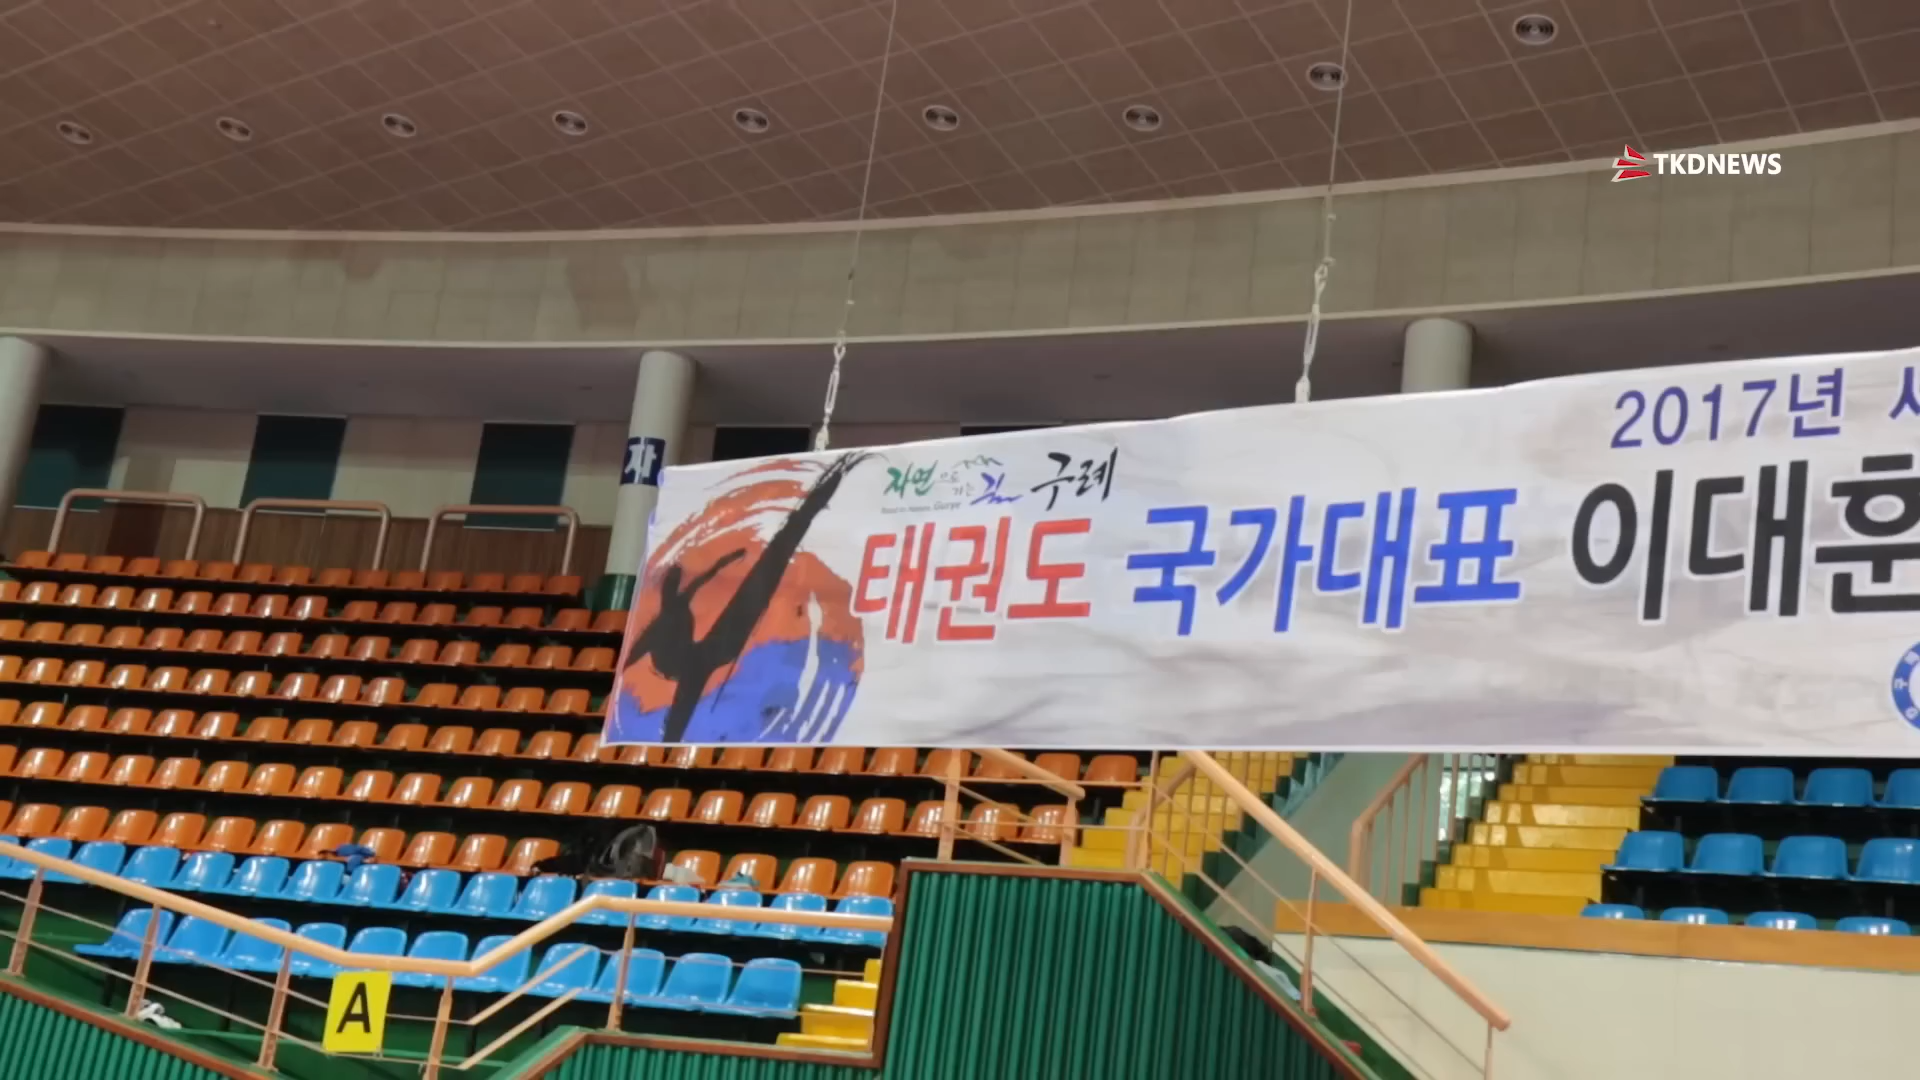 TKDNEWS
2017년
자연으로 가는 길 구례
태권도 국가대표 이대훈
자
A